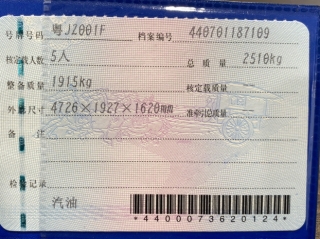 号牌号码 粤JZ001F 档案编号 440701187109
核定载人数 5人 总质量 2510kg
整备质量 1915kg 核定载质量
外廓尺寸 4726×1927×1620mm 准牵引总质量
备注
检验记录
汽油
*4400073620124*